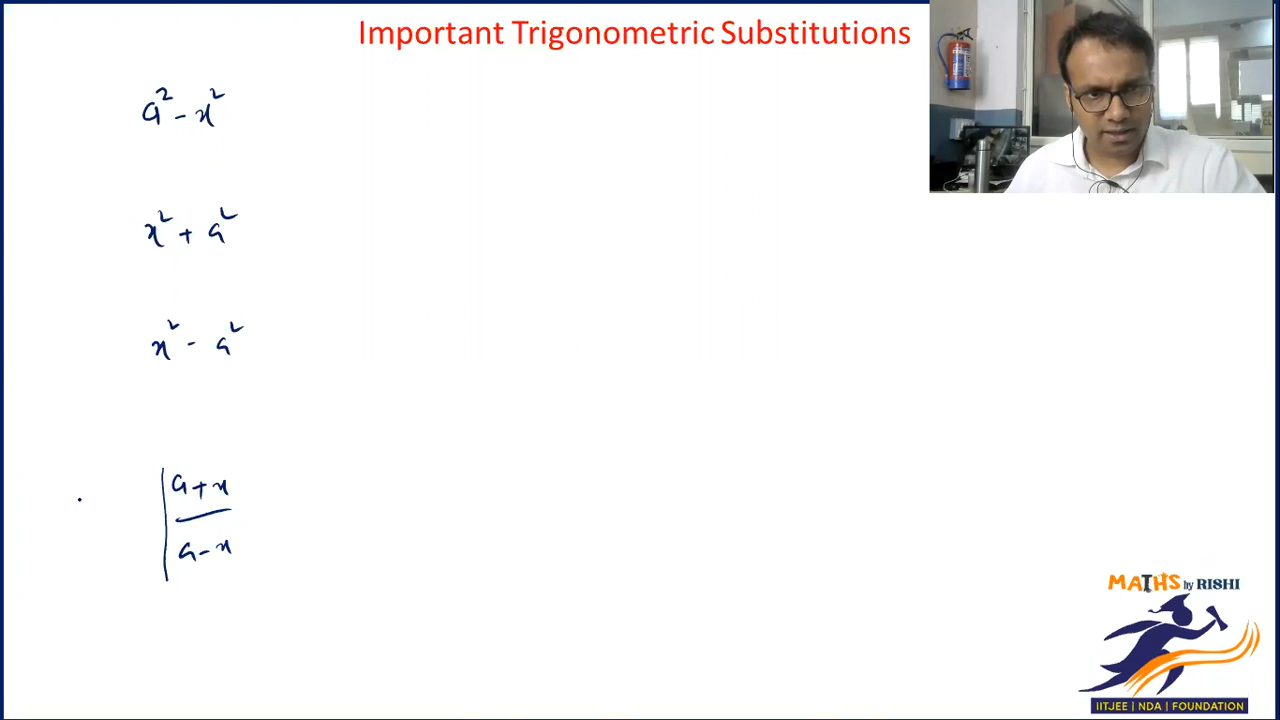 Important Trigonometric Substitutions
a² - x²
x² + a²
x² - a²
a+x
a-x
MATHS by RISHI
IITJEE | NDA | FOUNDATION